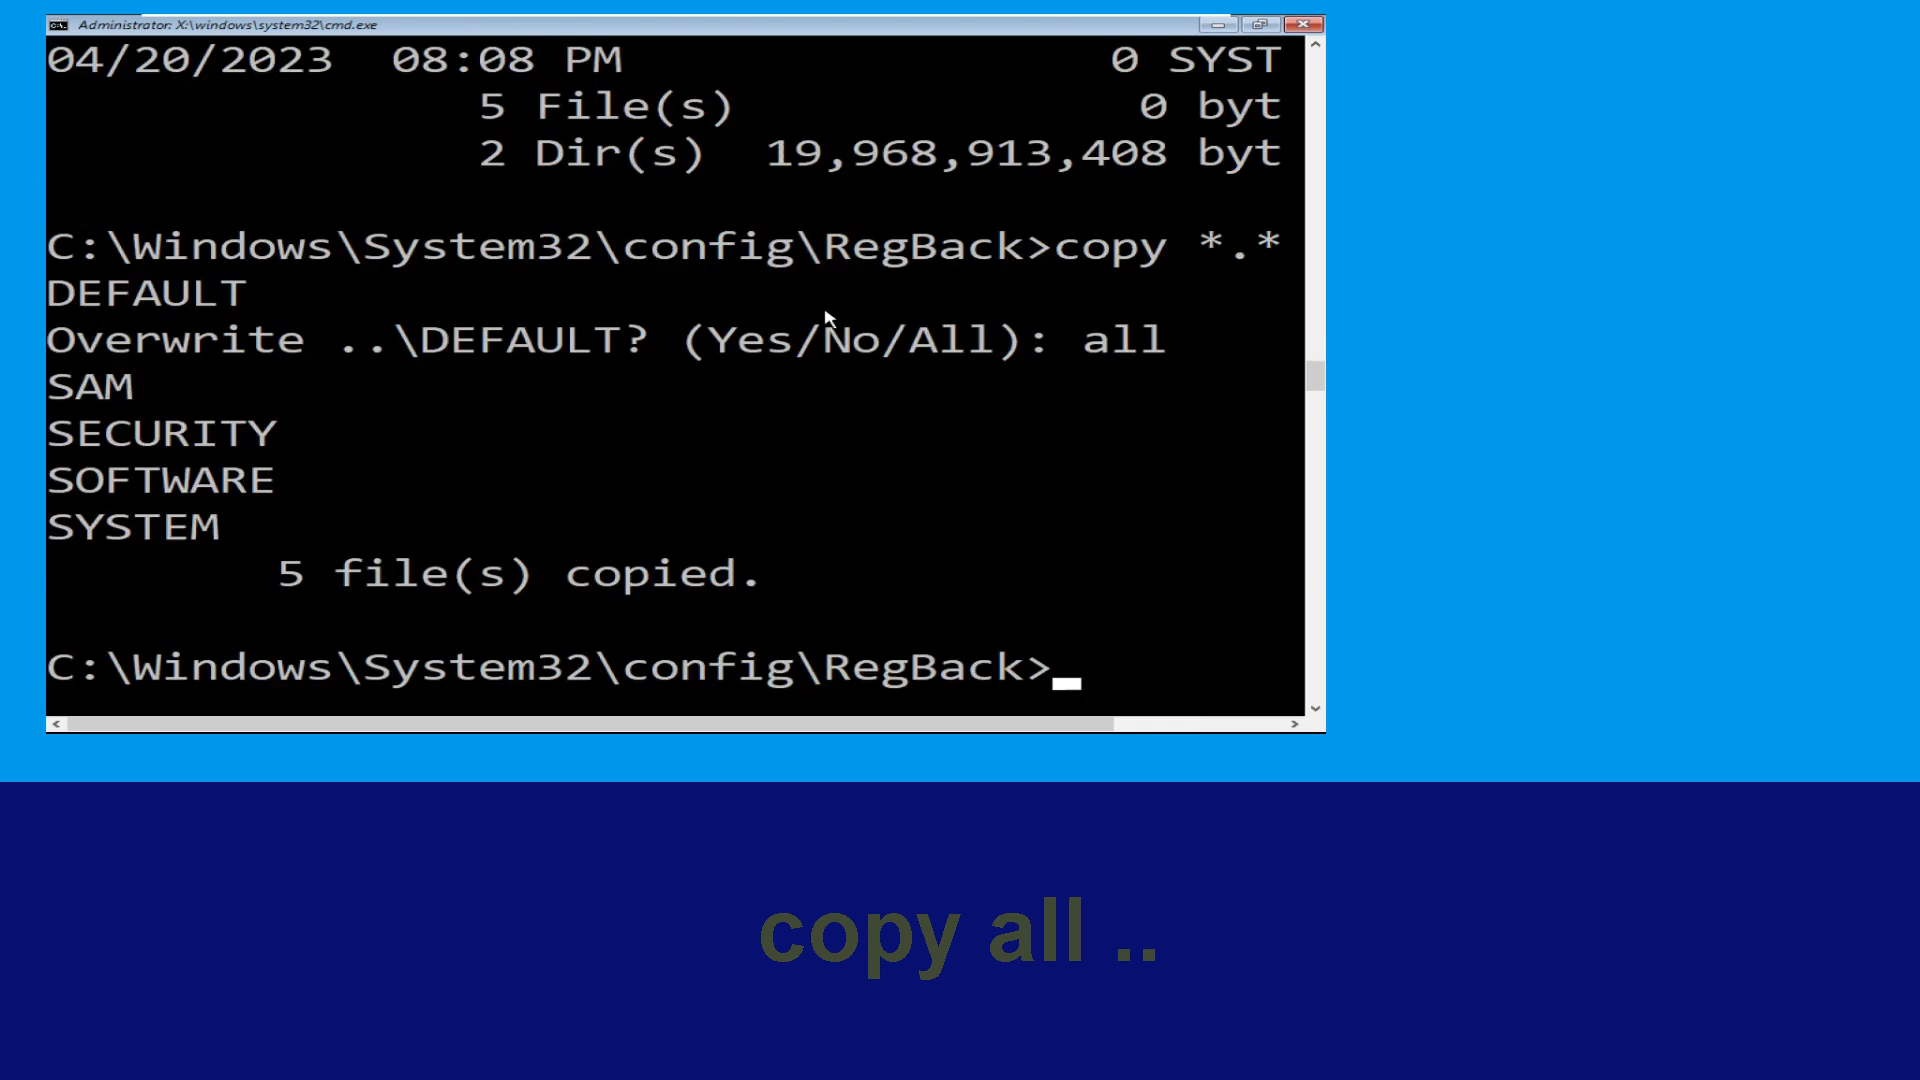 Administrator: X:\windows\system32\cmd.exe
04/20/2023  08:08 PM                 0 SYST
5 File(s)              0 byt
2 Dir(s)  19,968,913,408 byt
C:\Windows\System32\config\RegBack>copy *.*
DEFAULT
Overwrite ..\DEFAULT? (Yes/No/All): all
SAM
SECURITY
SOFTWARE
SYSTEM
5 file(s) copied.
C:\Windows\System32\config\RegBack>
copy all ..